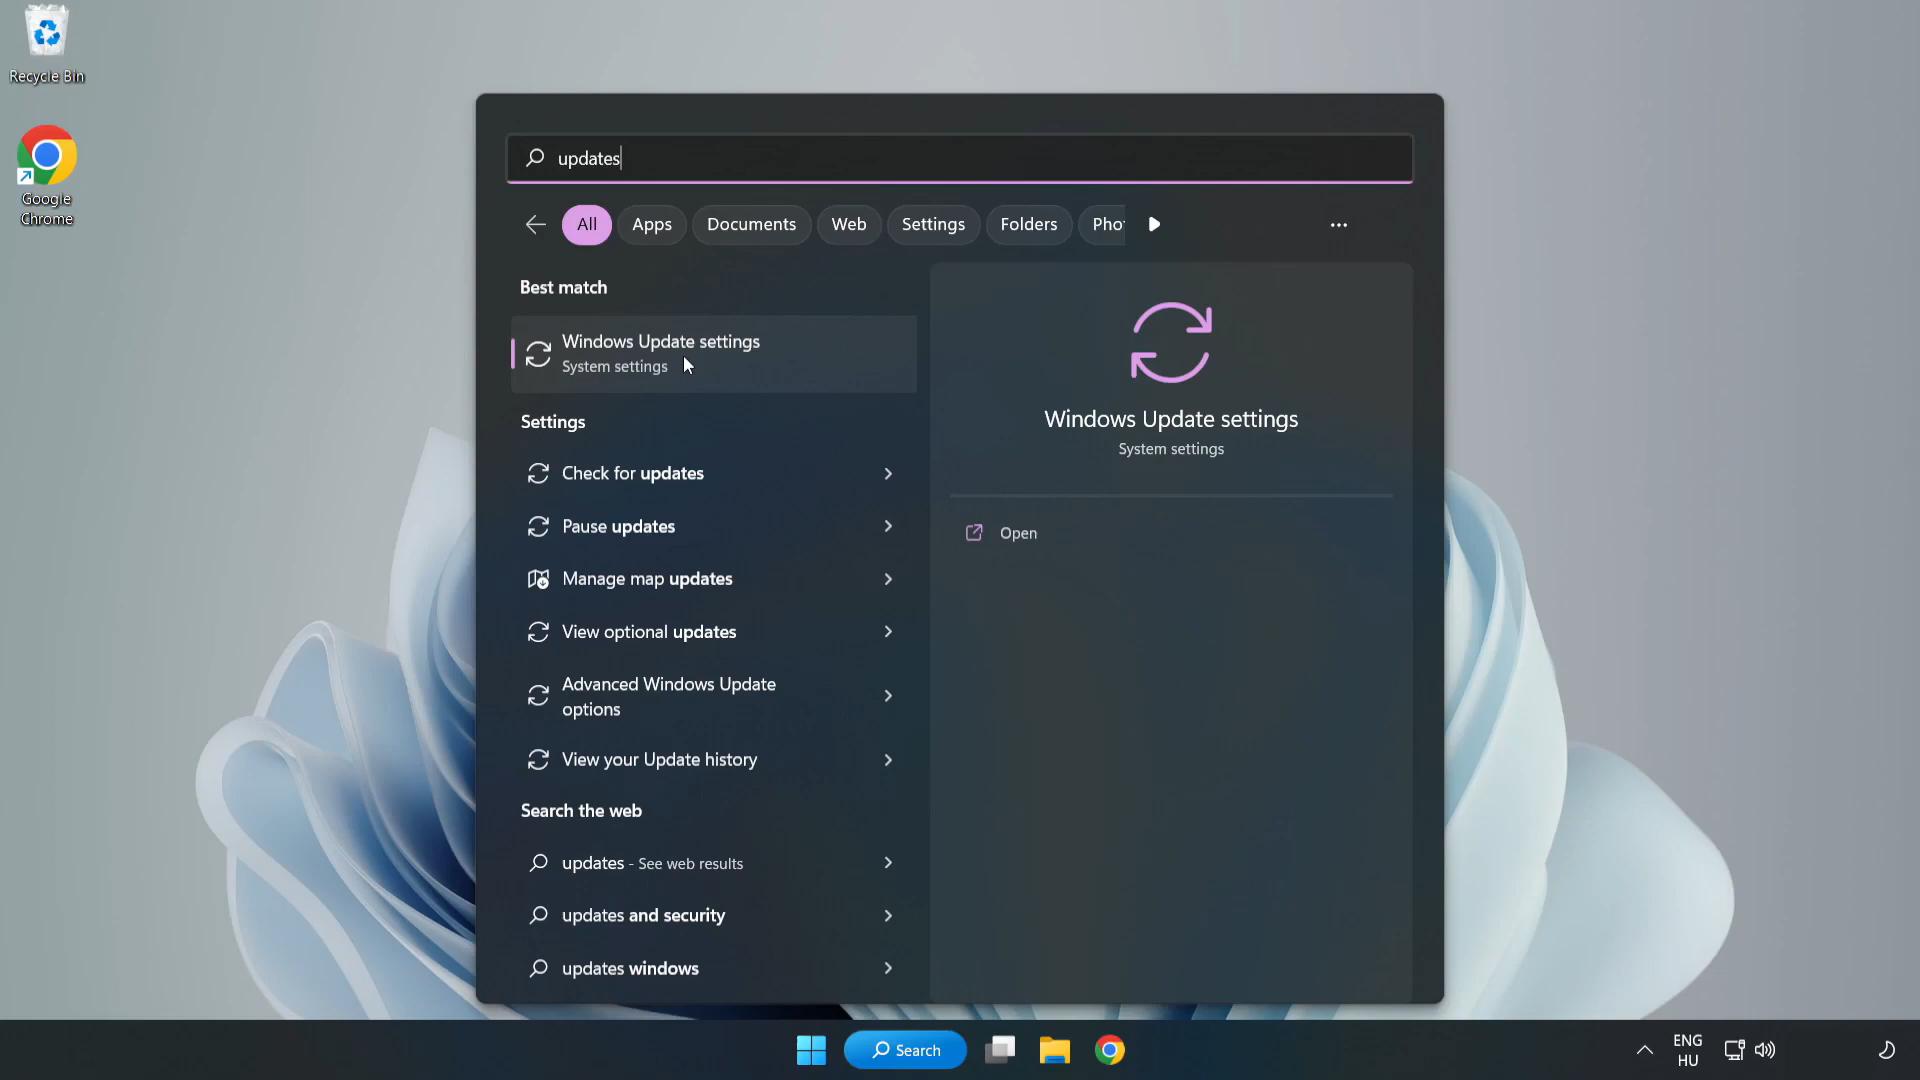 Recycle Bin
Google
Chrome
updates
All
Apps
Documents
Web
Settings
Folders
Pho
Best match
Windows Update settings
System settings
Settings
Check for updates
Pause updates
Manage map updates
View optional updates
Advanced Windows Update
options
View your Update history
Search the web
updates - See web results
updates and security
updates windows
Windows Update settings
System settings
Open
Search
ENG
HU